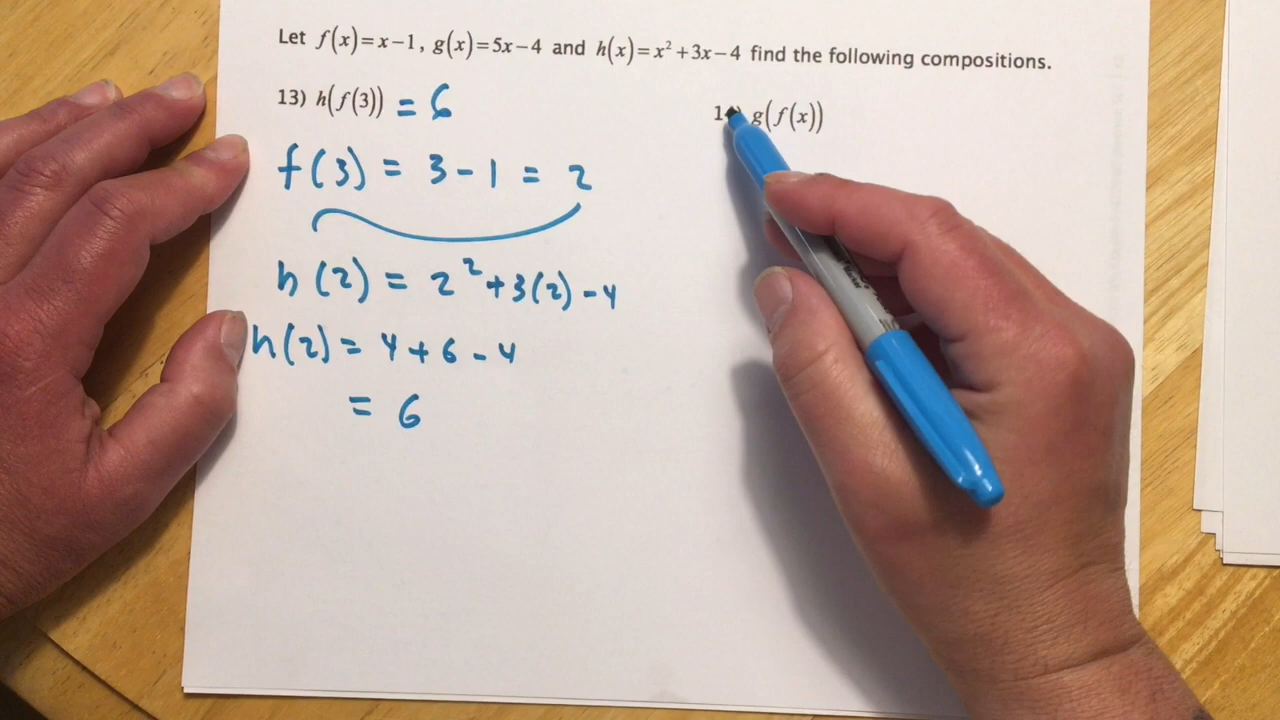 Let f(x)=x−1, g(x)=5x−4 and h(x)=x²+3x−4 find the following compositions.
13) h(f(3)) = 6
g(f(x))
f(3) = 3 - 1 = 2
h(2) = 2² + 3(2) - 4
h(2) = 4 + 6 - 4
= 6